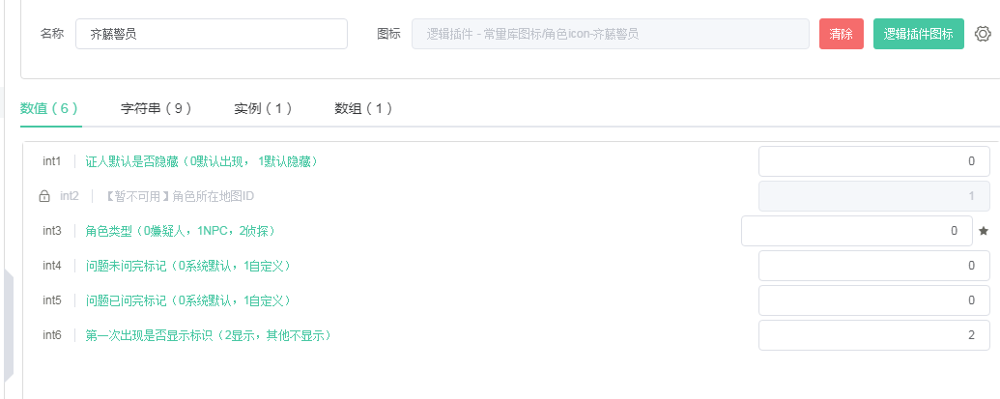 名称 齐藤警员 图标 逻辑插件 - 常量库图标/角色icon-齐藤警员 清除 逻辑插件图标
数值（6） 字符串（9） 实例（1） 数组（1）
int1 证人默认是否隐藏（0默认出现， 1默认隐藏） 0
int2 【暂不可用】角色所在地图ID 1
int3 角色类型（0嫌疑人，1NPC，2侦探） 0
int4 问题未问完标记（0系统默认，1自定义） 0
int5 问题已问完标记（0系统默认，1自定义） 0
int6 第一次出现是否显示标识（2显示，其他不显示） 2